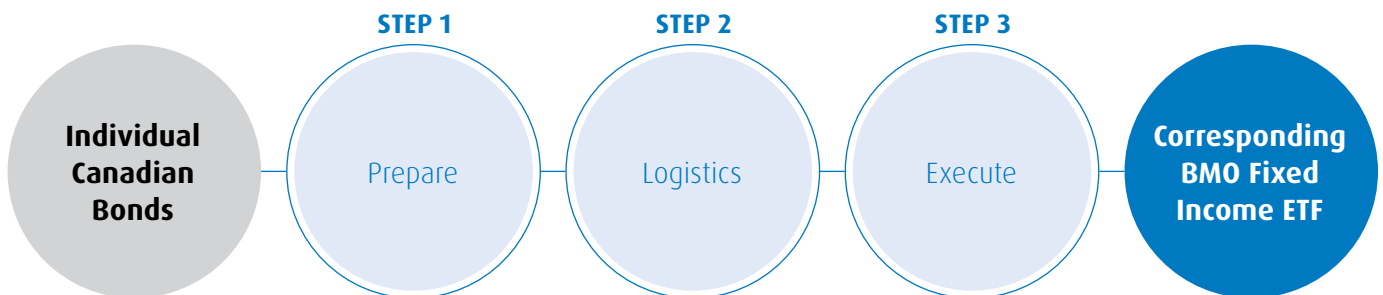 STEP 1
STEP 2
STEP 3
Individual
Canadian
Bonds
Prepare
Logistics
Execute
Corresponding
BMO Fixed
Income ETF